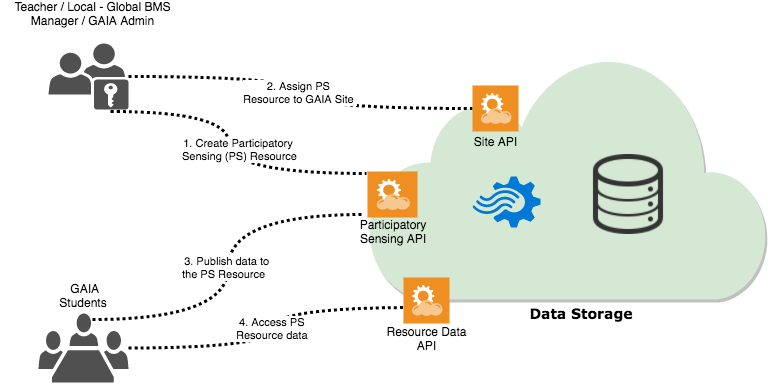 Teacher / Local - Global BMS
Manager / GAIA Admin
2. Assign PS
Resource to GAIA Site
Site API
1. Create Participatory
Sensing (PS) Resource
Participatory
Sensing API
3. Publish data to
the PS Resource
GAIA
Students
4. Access PS
Resource data
Resource Data
API
Data Storage